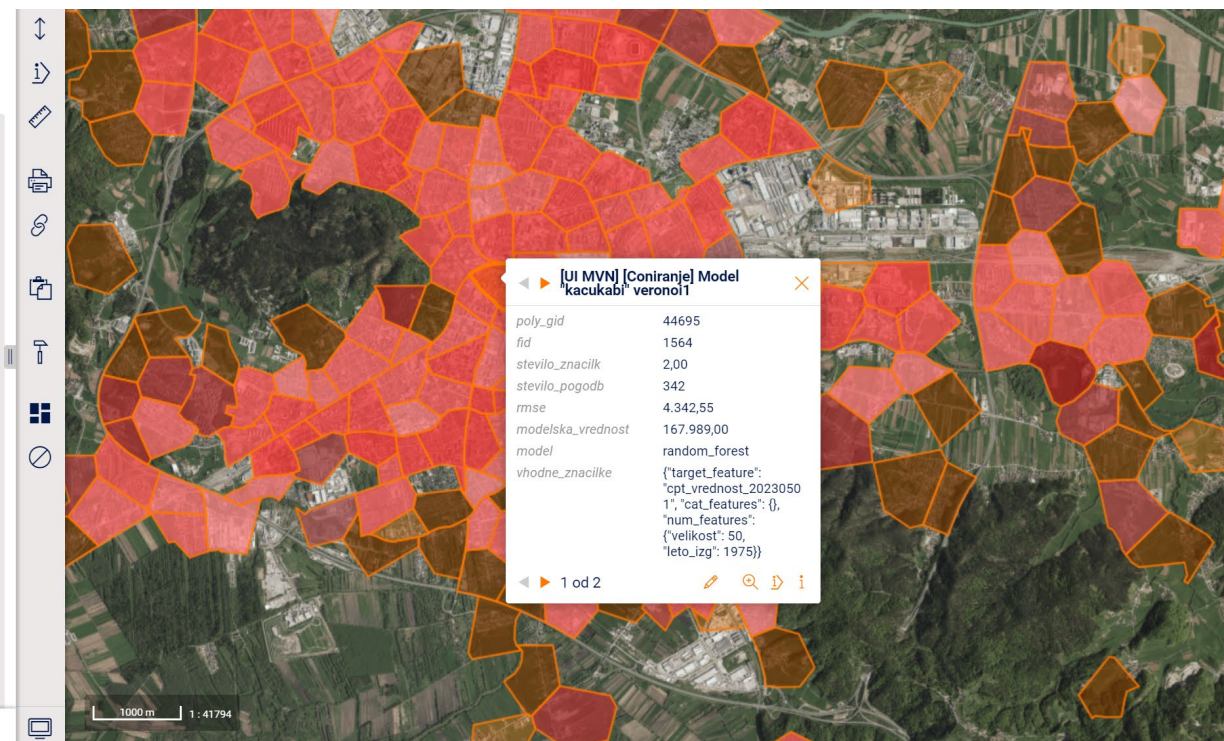 [UI MVN] [Coniranje] Model
"kacukabi" veronoi1
poly_gid 44695
fid 1564
stevilo_znacilk 2,00
stevilo_pogodb 342
rmse 4.342,55
modelska_vrednost 167.989,00
model random_forest
vhodne_znacilke {"target_feature":
"cpt_vrednost_2023050
1", "cat_features": {},
"num_features":
{"velikost": 50,
"leto_izg": 1975}}
1 od 2
1000 m 1 : 41794